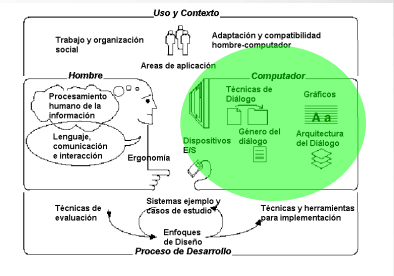 Uso y Contexto
Trabajo y organización
social
Adaptación y compatibilidad
hombre-computador
Areas de aplicación
Hombre
Computador
Procesamiento
humano de la
información
Lenguaje,
comunicación
e interacción
Ergonomía
Técnicas de
Diálogo
Gráficos
A a
Dispositivos
E/S
Género del
diálogo
Arquitectura
del Diálogo
Técnicas de
evaluación
Sistemas ejemplo y
casos de estudio
Técnicas y herramientas
para implementación
Enfoques
de Diseño
Proceso de Desarrollo